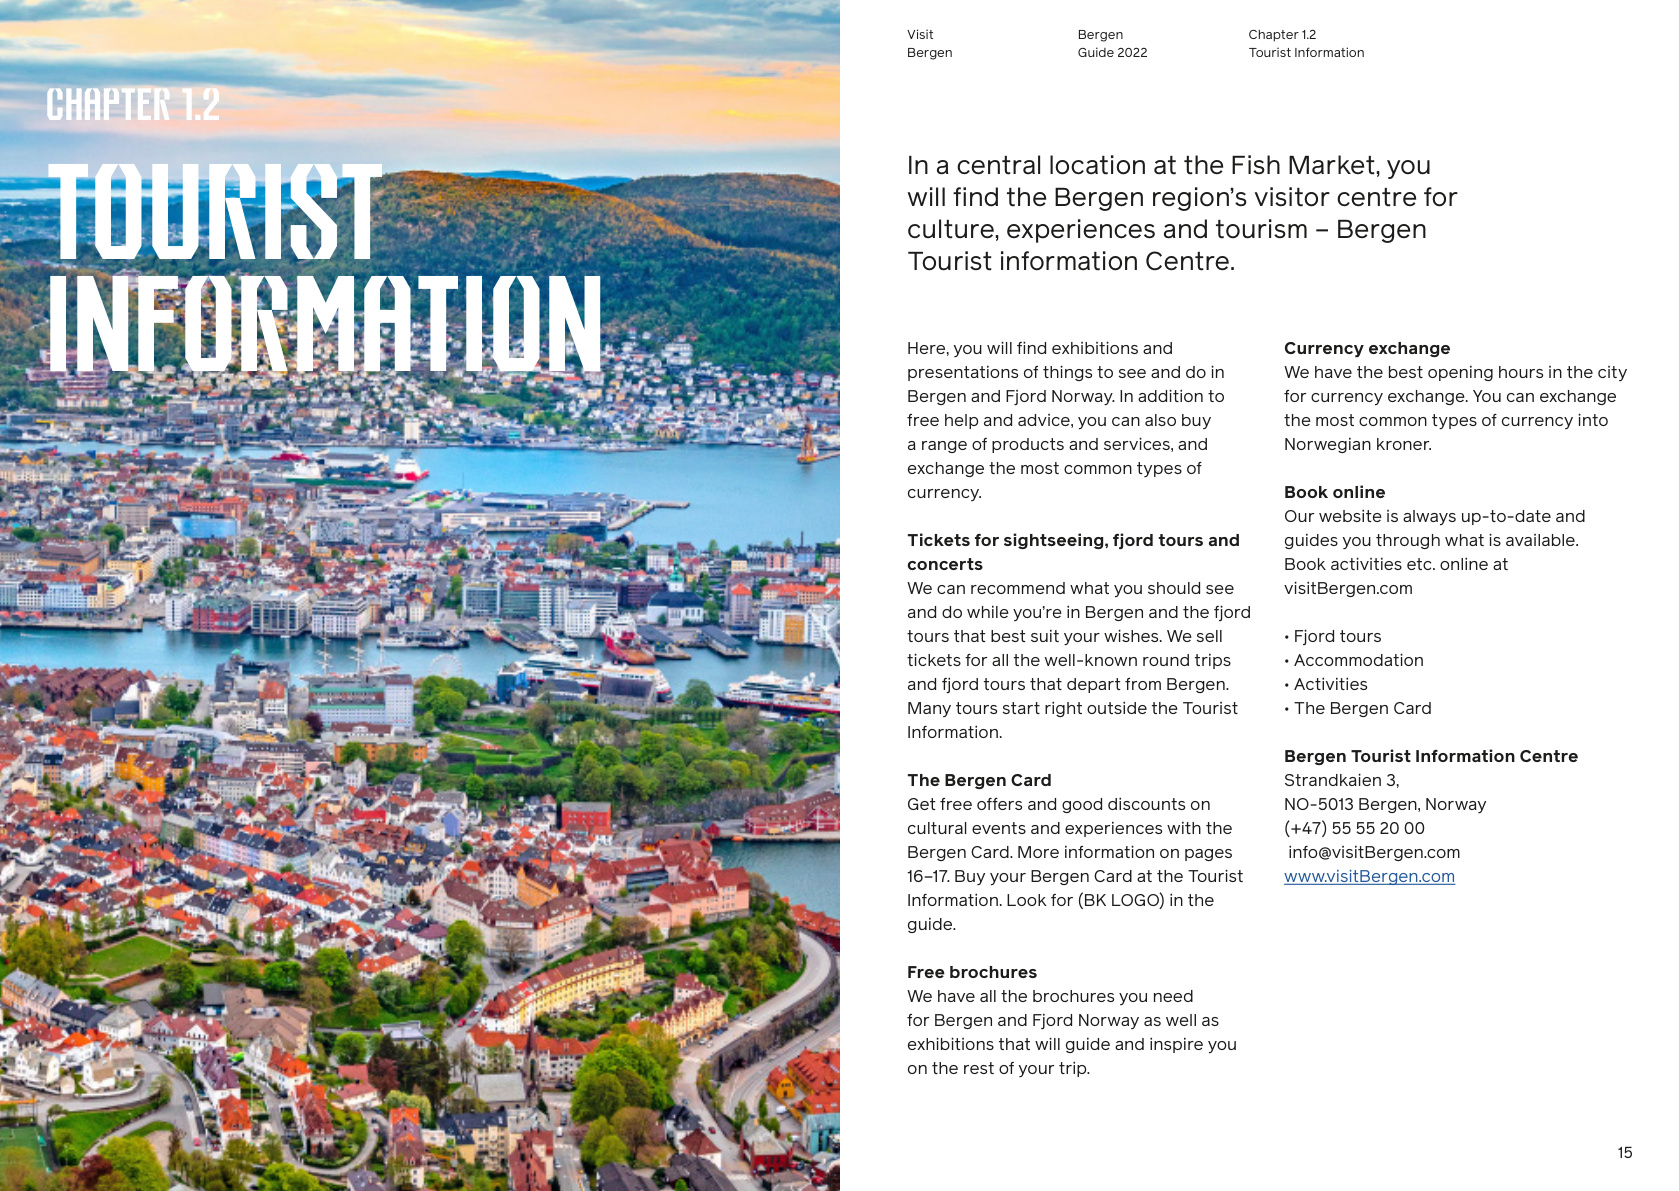 CHAPTER 1.2
TOURIST
INFORMATION
Visit
Bergen
Bergen
Guide 2022
Chapter 1.2
Tourist Information
In a central location at the Fish Market, you
will find the Bergen region’s visitor centre for
culture, experiences and tourism – Bergen
Tourist information Centre.
Here, you will find exhibitions and
presentations of things to see and do in
Bergen and Fjord Norway. In addition to
free help and advice, you can also buy
a range of products and services, and
exchange the most common types of
currency.
Tickets for sightseeing, fjord tours and
concerts
We can recommend what you should see
and do while you’re in Bergen and the fjord
tours that best suit your wishes. We sell
tickets for all the well-known round trips
and fjord tours that depart from Bergen.
Many tours start right outside the Tourist
Information.
The Bergen Card
Get free offers and good discounts on
cultural events and experiences with the
Bergen Card. More information on pages
16–17. Buy your Bergen Card at the Tourist
Information. Look for (BK LOGO) in the
guide.
Free brochures
We have all the brochures you need
for Bergen and Fjord Norway as well as
exhibitions that will guide and inspire you
on the rest of your trip.
Currency exchange
We have the best opening hours in the city
for currency exchange. You can exchange
the most common types of currency into
Norwegian kroner.
Book online
Our website is always up-to-date and
guides you through what is available.
Book activities etc. online at
visitBergen.com
• Fjord tours
• Accommodation
• Activities
• The Bergen Card
Bergen Tourist Information Centre
Strandkaien 3,
NO-5013 Bergen, Norway
(+47) 55 55 20 00
info@visitBergen.com
www.visitBergen.com
15